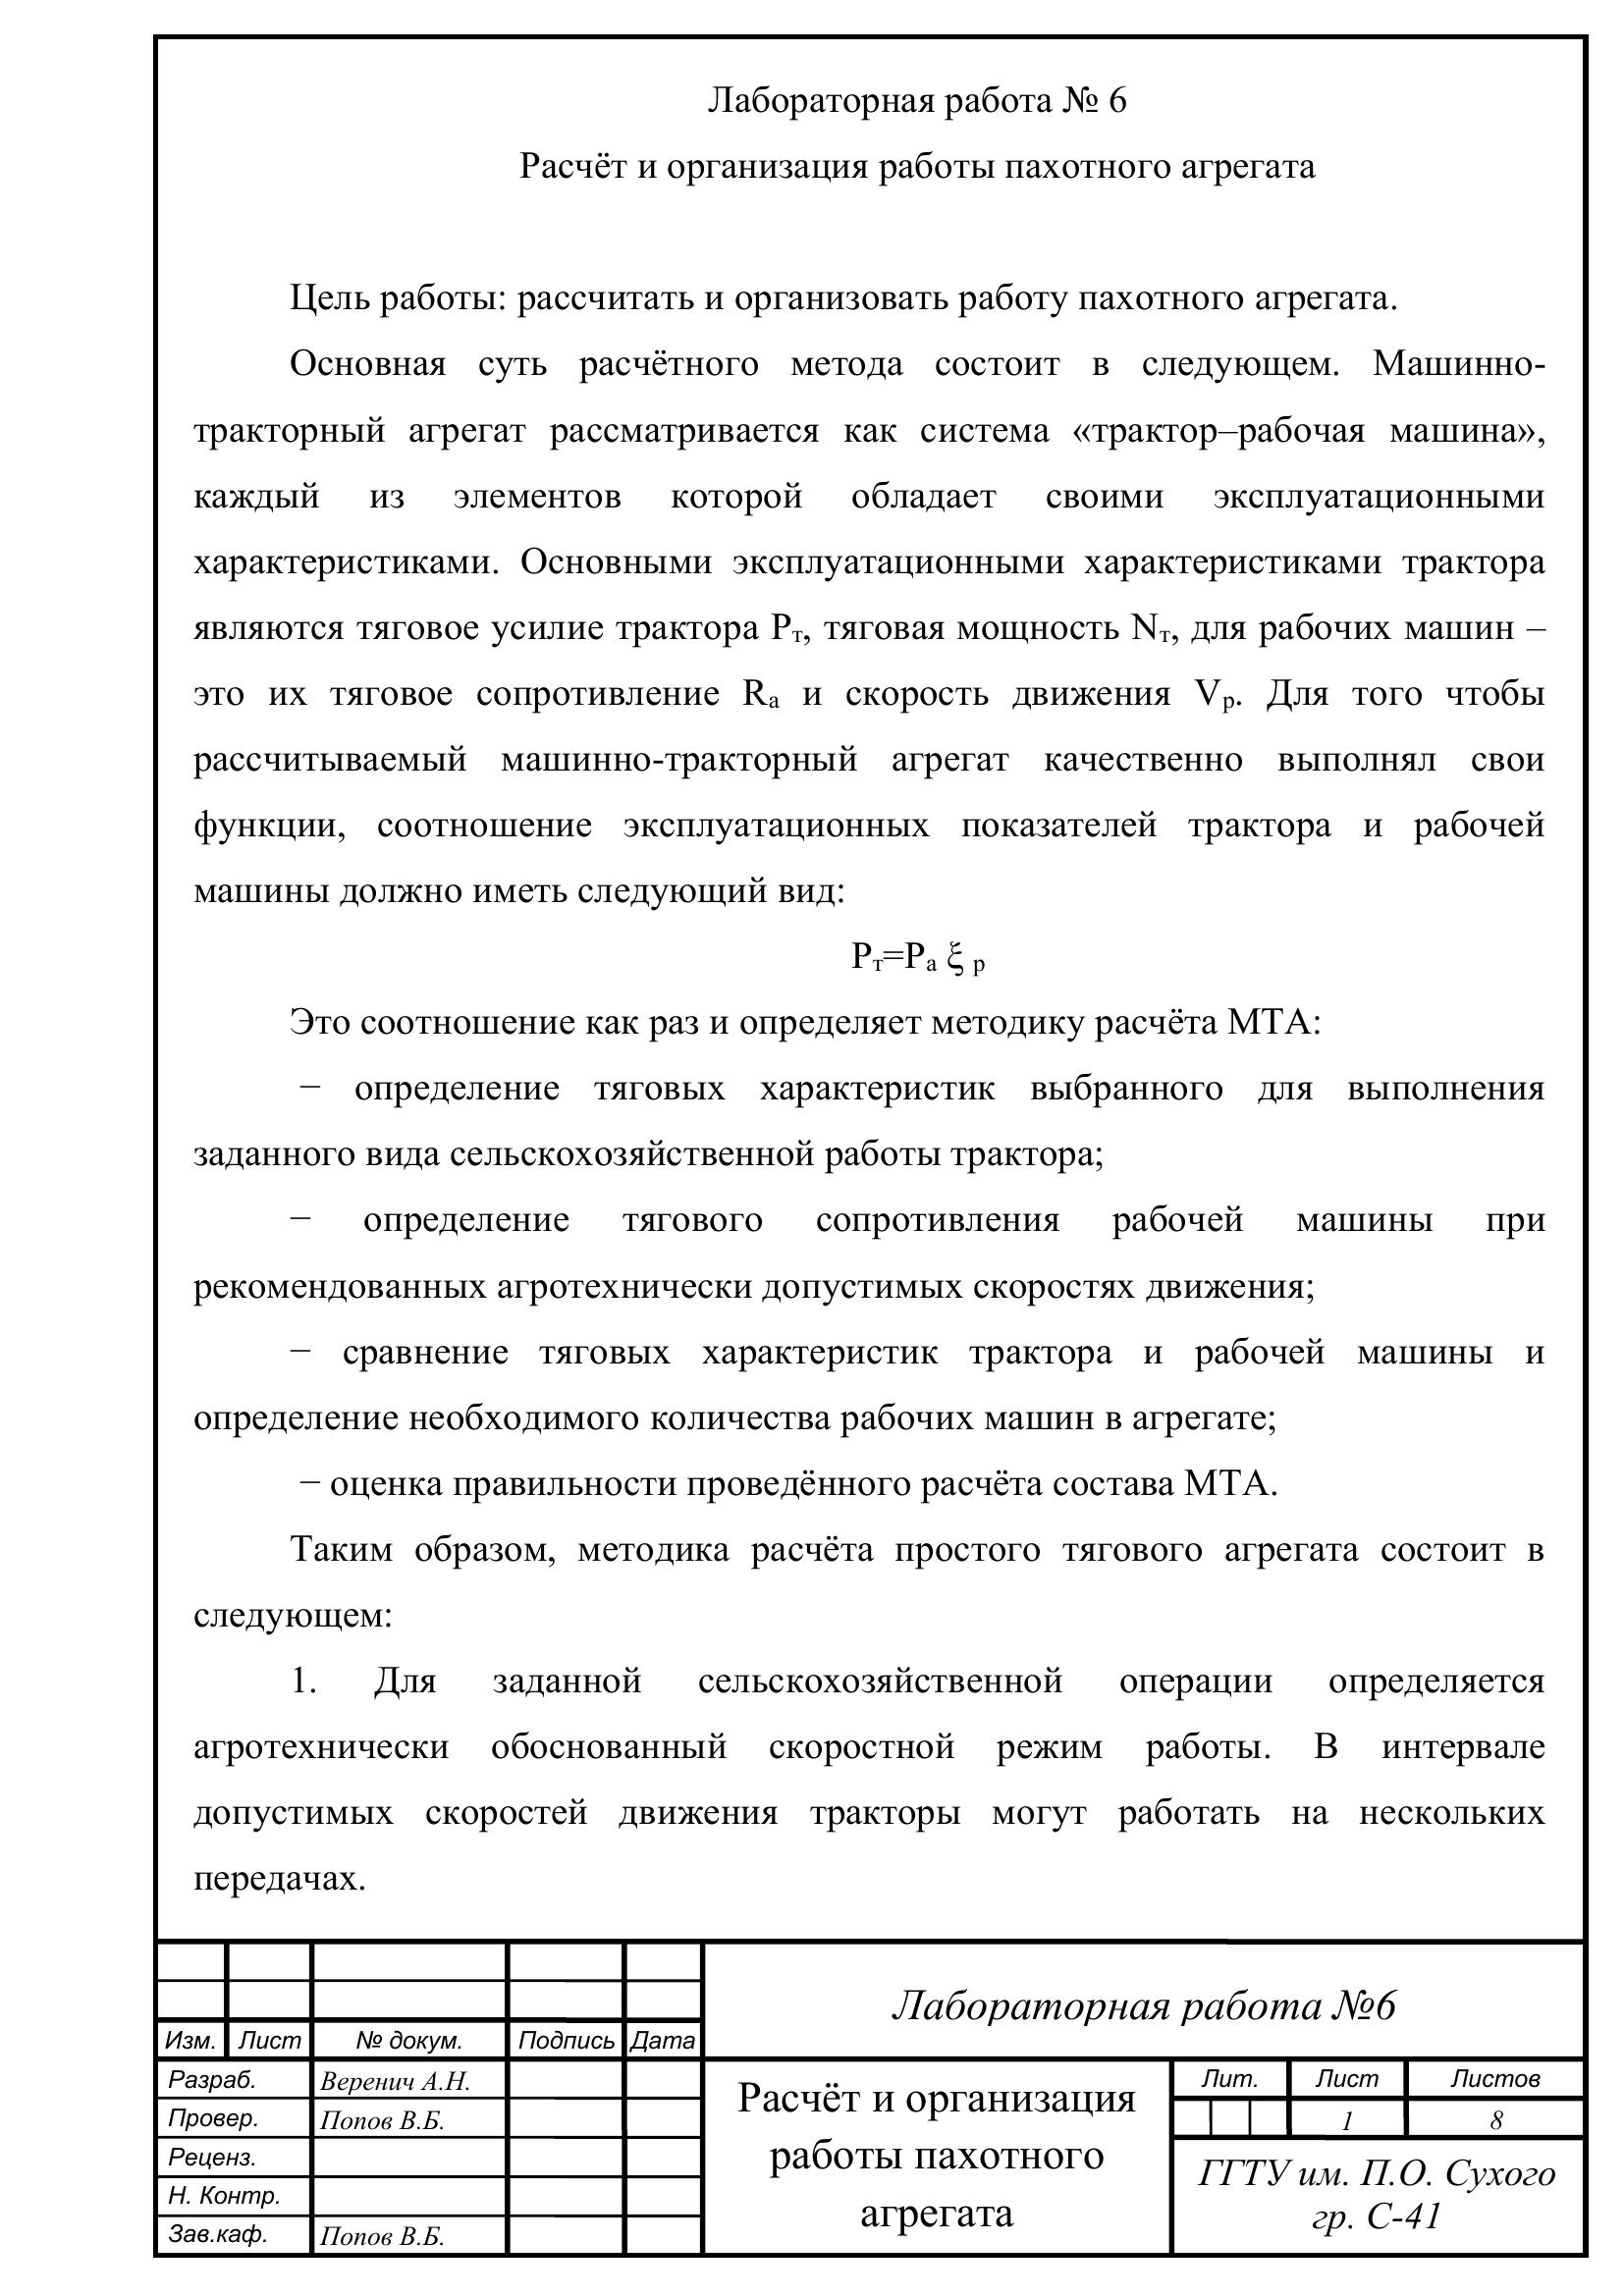 Лабораторная работа № 6
Расчёт и организация работы пахотного агрегата
Цель работы: рассчитать и организовать работу пахотного агрегата.
Основная суть расчётного метода состоит в следующем. Машинно-
тракторный агрегат рассматривается как система «трактор–рабочая машина»,
каждый из элементов которой обладает своими эксплуатационными
характеристиками. Основными эксплуатационными характеристиками трактора
являются тяговое усилие трактора Рт, тяговая мощность Nт, для рабочих машин –
это их тяговое сопротивление Rа и скорость движения Vр. Для того чтобы
рассчитываемый машинно-тракторный агрегат качественно выполнял свои
функции, соотношение эксплуатационных показателей трактора и рабочей
машины должно иметь следующий вид:
Рт=Ра ξ р
Это соотношение как раз и определяет методику расчёта МТА:
− определение тяговых характеристик выбранного для выполнения
заданного вида сельскохозяйственной работы трактора;
− определение тягового сопротивления рабочей машины при
рекомендованных агротехнически допустимых скоростях движения;
− сравнение тяговых характеристик трактора и рабочей машины и
определение необходимого количества рабочих машин в агрегате;
− оценка правильности проведённого расчёта состава МТА.
Таким образом, методика расчёта простого тягового агрегата состоит в
следующем:
1. Для заданной сельскохозяйственной операции определяется
агротехнически обоснованный скоростной режим работы. В интервале
допустимых скоростей движения тракторы могут работать на нескольких
передачах.
Лабораторная работа №6
Изм. Лист № докум. Подпись Дата
Разраб. Веренич А.Н.
Провер. Попов В.Б.
Реценз.
Н. Контр.
Зав.каф. Попов В.Б.
Расчёт и организация
работы пахотного
агрегата
Лит. Лист Листов
1 8
ГГТУ им. П.О. Сухого
гр. С-41